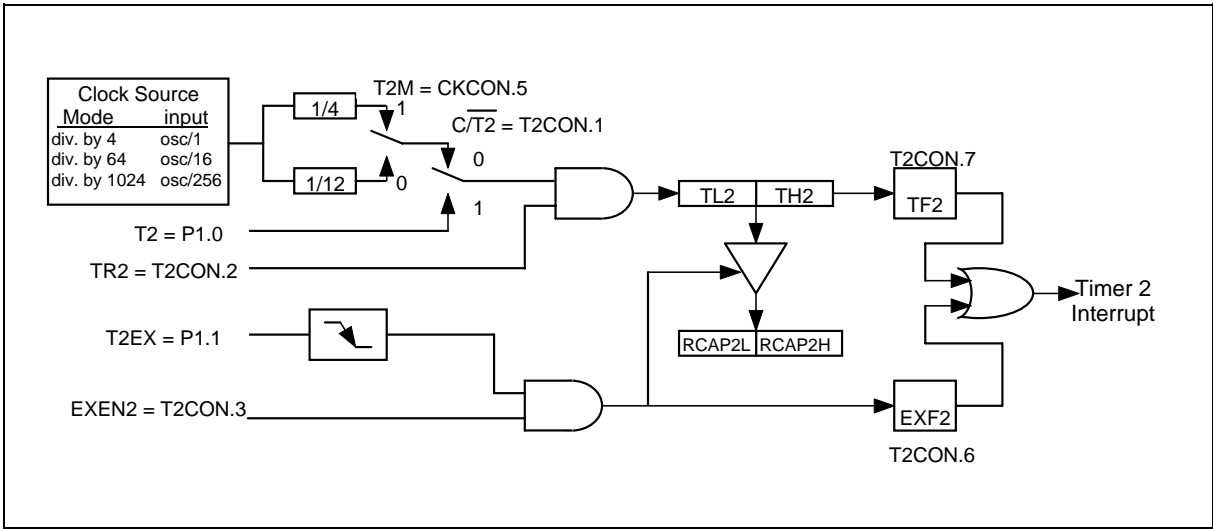 Clock Source
Mode input
div. by 4 osc/1
div. by 64 osc/16
div. by 1024 osc/256
1/4
1/12
T2M = CKCON.5
1
0
C/T2 = T2CON.1
0
1
T2 = P1.0
TR2 = T2CON.2
TL2 TH2
T2CON.7
TF2
Timer 2
Interrupt
T2EX = P1.1
RCAP2L RCAP2H
EXEN2 = T2CON.3
EXF2
T2CON.6